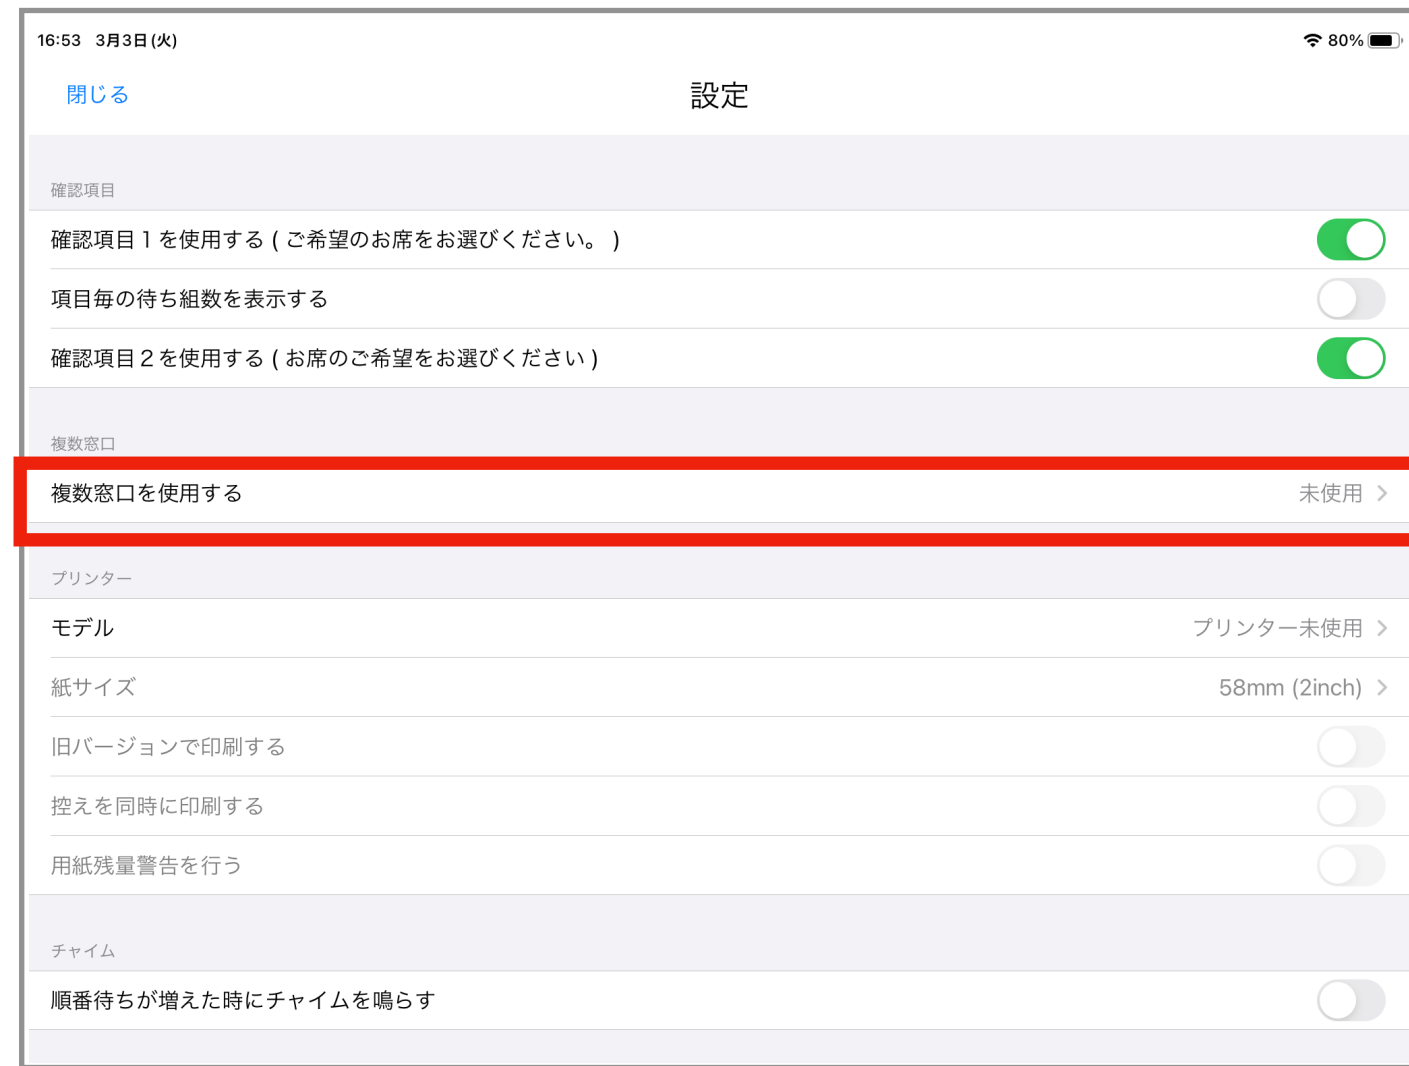 16:53 3月3日(火) 80%
閉じる 設定
確認項目
確認項目1を使用する ( ご希望のお席をお選びください。 )
項目毎の待ち組数を表示する
確認項目2を使用する ( お席のご希望をお選びください )
複数窓口
複数窓口を使用する 未使用
プリンター
モデル プリンター未使用
紙サイズ 58mm (2inch)
旧バージョンで印刷する
控えを同時に印刷する
用紙残量警告を行う
チャイム
順番待ちが増えた時にチャイムを鳴らす